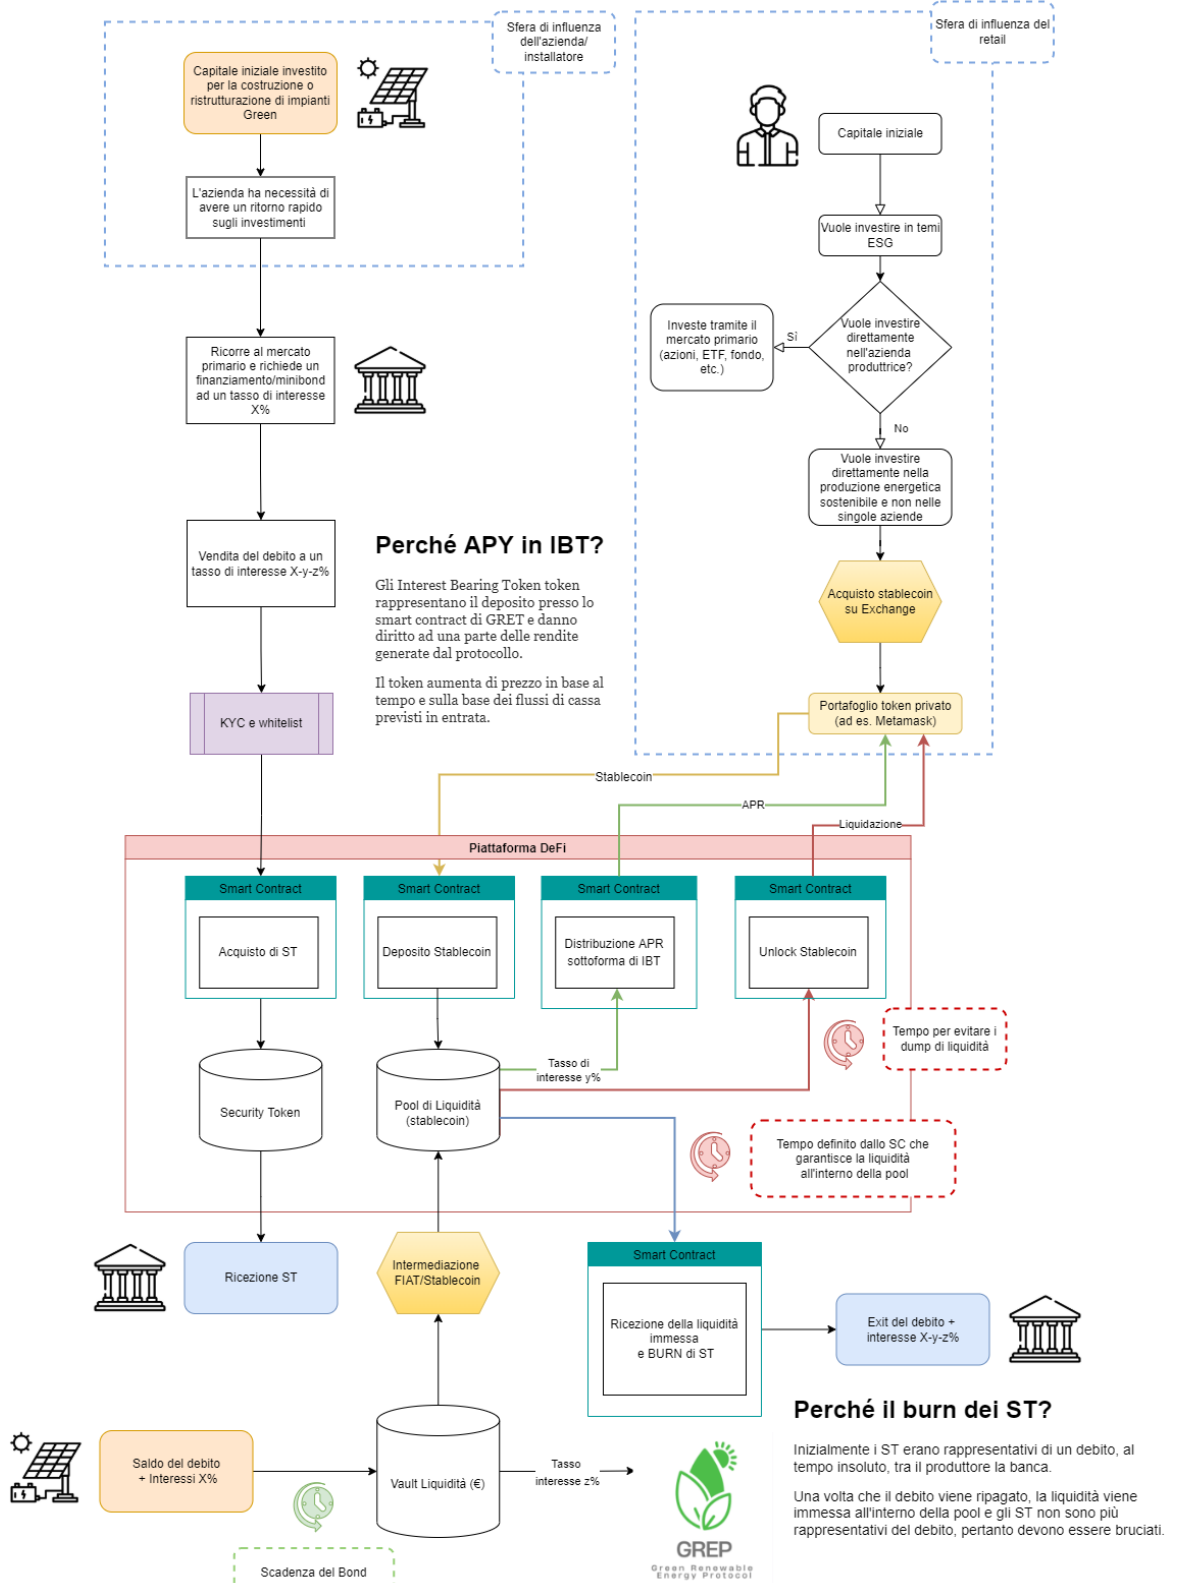 Sfera di influenza
dell'azienda/
installatore
Capitale iniziale investito
per la costruzione o
ristrutturazione di impianti
Green
L'azienda ha necessità di
avere un ritorno rapido
sugli investimenti
Ricorre al mercato
primario e richiede un
finanziamento/minibond
ad un tasso di interesse
X%
Vendita del debito a un
tasso di interesse X-y-z%
KYC e whitelist
Sfera di influenza del
retail
Capitale iniziale
Vuole investire in temi
ESG
Vuole investire
direttamente
nell'azienda
produttrice?
Sì
Investe tramite il
mercato primario
(azioni, ETF, fondo,
etc.)
No
Vuole investire
direttamente nella
produzione energetica
sostenibile e non nelle
singole aziende
Acquisto stablecoin
su Exchange
Portafoglio token privato
(ad es. Metamask)
Perché APY in IBT?
Gli Interest Bearing Token token
rappresentano il deposito presso lo
smart contract di GRET e danno
diritto ad una parte delle rendite
generate dal protocollo.
Il token aumenta di prezzo in base al
tempo e sulla base dei flussi di cassa
previsti in entrata.
Stablecoin
APR
Liquidazione
Piattaforma DeFi
Smart Contract
Acquisto di ST
Smart Contract
Deposito Stablecoin
Smart Contract
Distribuzione APR
sottoforma di IBT
Smart Contract
Unlock Stablecoin
Tempo per evitare i
dump di liquidità
Security Token
Pool di Liquidità
(stablecoin)
Tasso di
interesse y%
Tempo definito dallo SC che
garantisce la liquidità
all'interno della pool
Ricezione ST
Intermediazione
FIAT/Stablecoin
Smart Contract
Ricezione della liquidità
immessa
e BURN di ST
Exit del debito +
interesse X-y-z%
Saldo del debito
+ Interessi X%
Vault Liquidità (€)
Tasso
interesse z%
Scadenza del Bond
GREP
Green Renewable
Energy Protocol
Perché il burn dei ST?
Inizialmente i ST erano rappresentativi di un debito, al
tempo insoluto, tra il produttore la banca.
Una volta che il debito viene ripagato, la liquidità viene
immessa all'interno della pool e gli ST non sono più
rappresentativi del debito, pertanto devono essere bruciati.